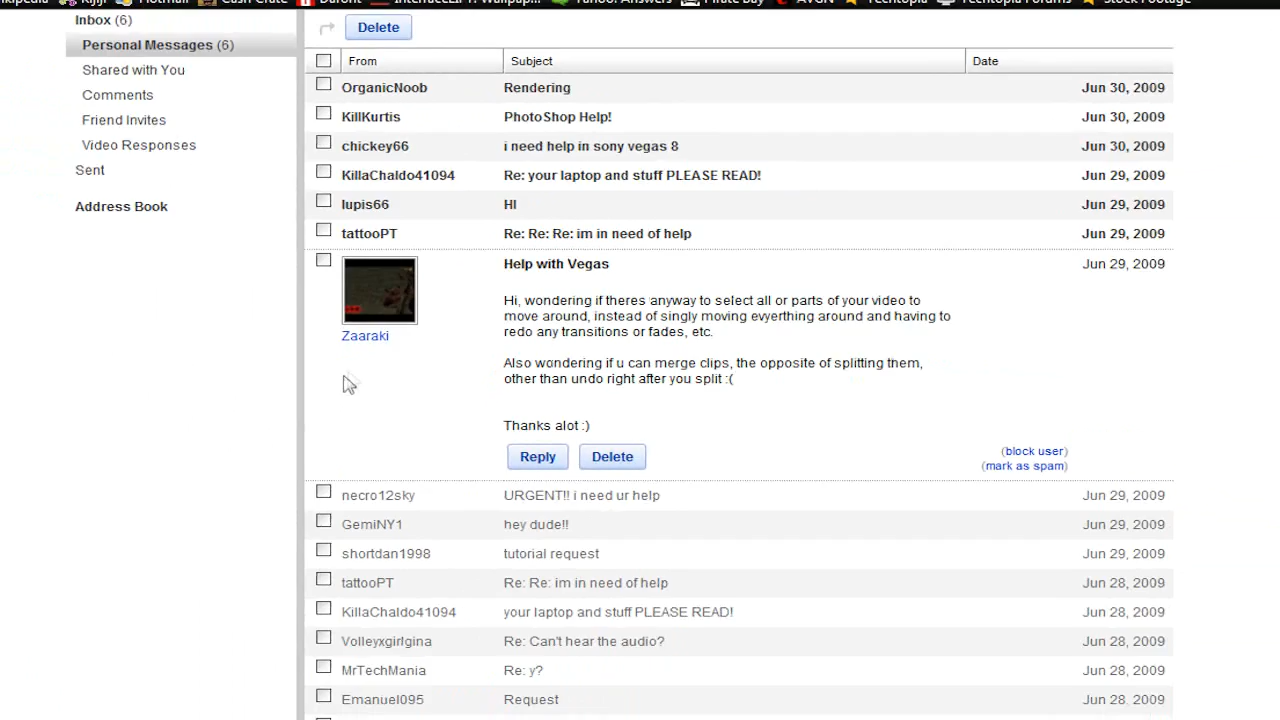 Inbox (6)
Delete
Personal Messages (6)
From Subject Date
Shared with You
OrganicNoob Rendering Jun 30, 2009
Comments
KillKurtis PhotoShop Help! Jun 30, 2009
Friend Invites
chickey66 i need help in sony vegas 8 Jun 30, 2009
Video Responses
Sent
KillaChaldo41094 Re: your laptop and stuff PLEASE READ! Jun 29, 2009
Address Book
lupis66 HI Jun 29, 2009
tattooPT Re: Re: Re: im in need of help Jun 29, 2009
Help with Vegas Jun 29, 2009
Hi, wondering if theres anyway to select all or parts of your video to
move around, instead of singly moving evyerthing around and having to
redo any transitions or fades, etc.
Zaaraki
Also wondering if u can merge clips, the opposite of splitting them,
other than undo right after you split :(
Thanks alot :)
Reply Delete
(block user)
(mark as spam)
necro12sky URGENT!! i need ur help Jun 29, 2009
GemiNY1 hey dude!! Jun 29, 2009
shortdan1998 tutorial request Jun 29, 2009
tattooPT Re: Re: im in need of help Jun 28, 2009
KillaChaldo41094 your laptop and stuff PLEASE READ! Jun 28, 2009
Volleyxgirlgina Re: Can't hear the audio? Jun 28, 2009
MrTechMania Re: y? Jun 28, 2009
Emanuel095 Request Jun 28, 2009